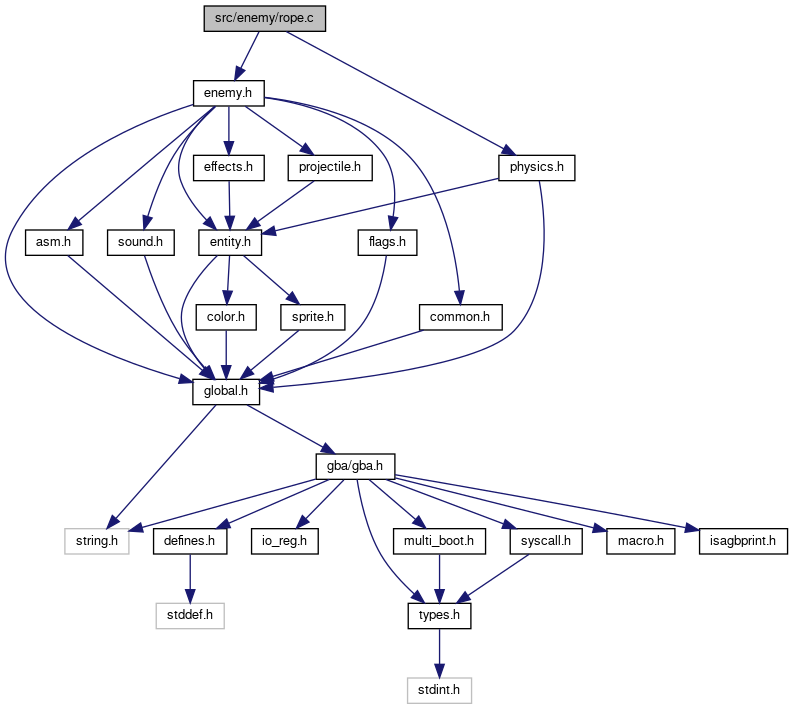 src/enemy/rope.c
enemy.h
effects.h
projectile.h
physics.h
asm.h
sound.h
entity.h
flags.h
color.h
sprite.h
common.h
global.h
gba/gba.h
string.h
defines.h
io_reg.h
multi_boot.h
syscall.h
macro.h
isagbprint.h
stddef.h
types.h
stdint.h